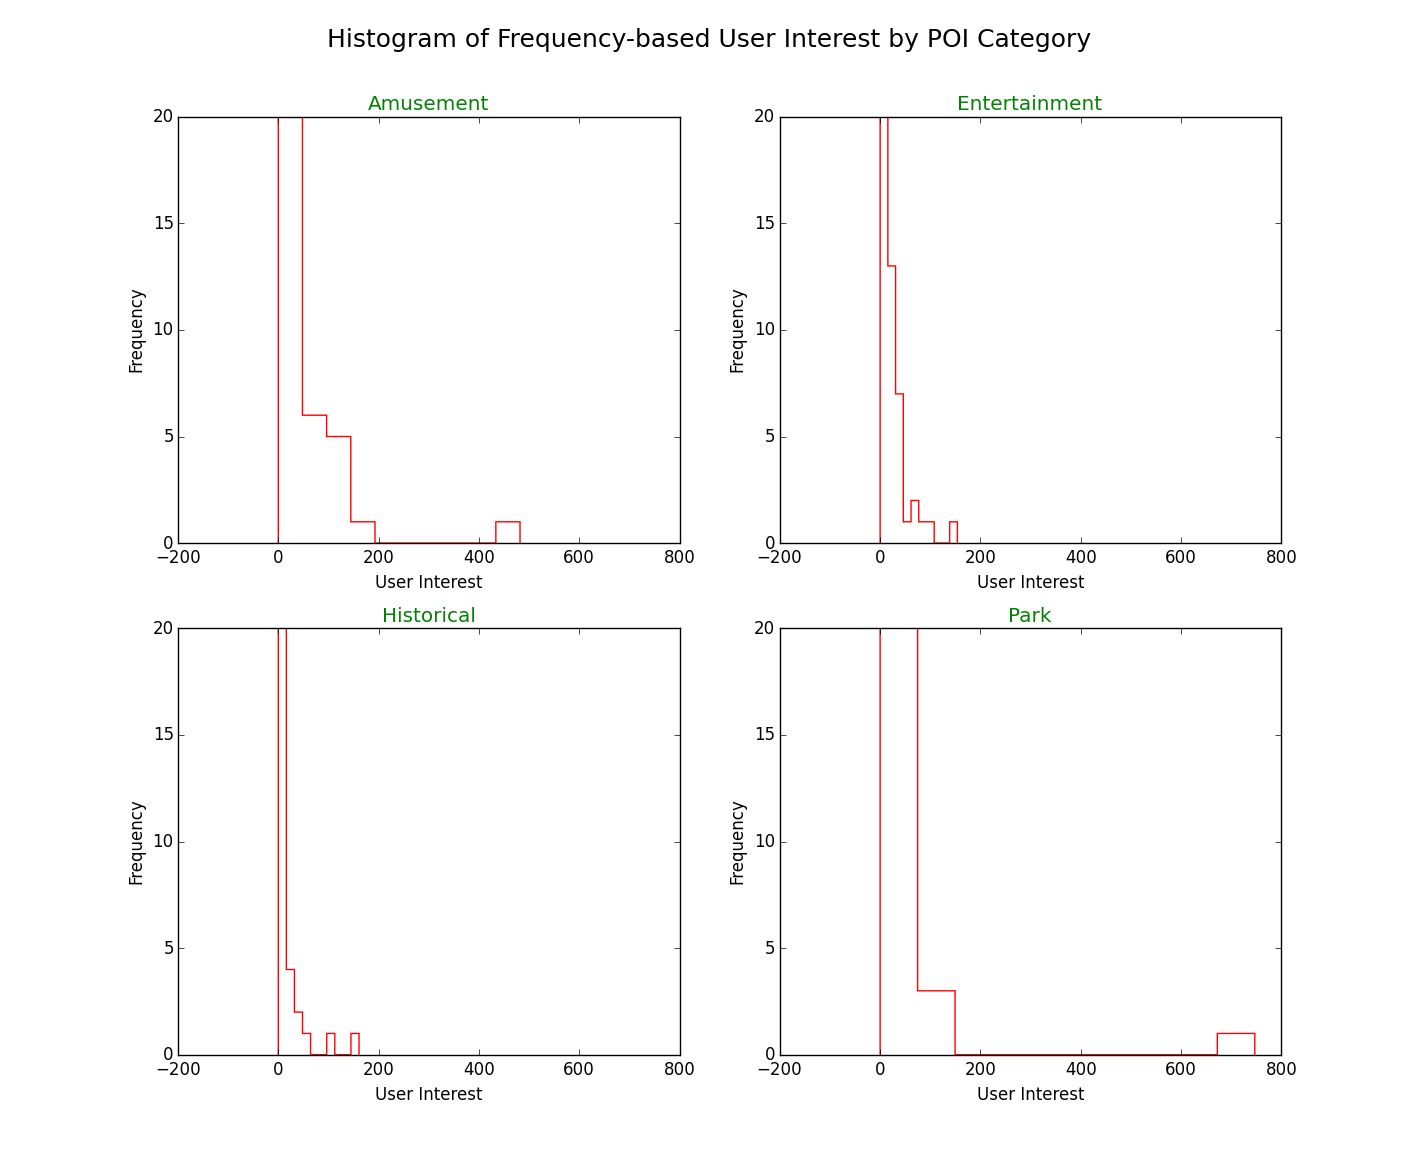 Histogram of Frequency-based User Interest by POI Category
Amusement
20
15
10
5
0
Frequency
−200 0 200 400 600 800
User Interest
Entertainment
20
15
10
5
0
Frequency
−200 0 200 400 600 800
User Interest
Historical
20
15
10
5
0
Frequency
−200 0 200 400 600 800
User Interest
Park
20
15
10
5
0
Frequency
−200 0 200 400 600 800
User Interest